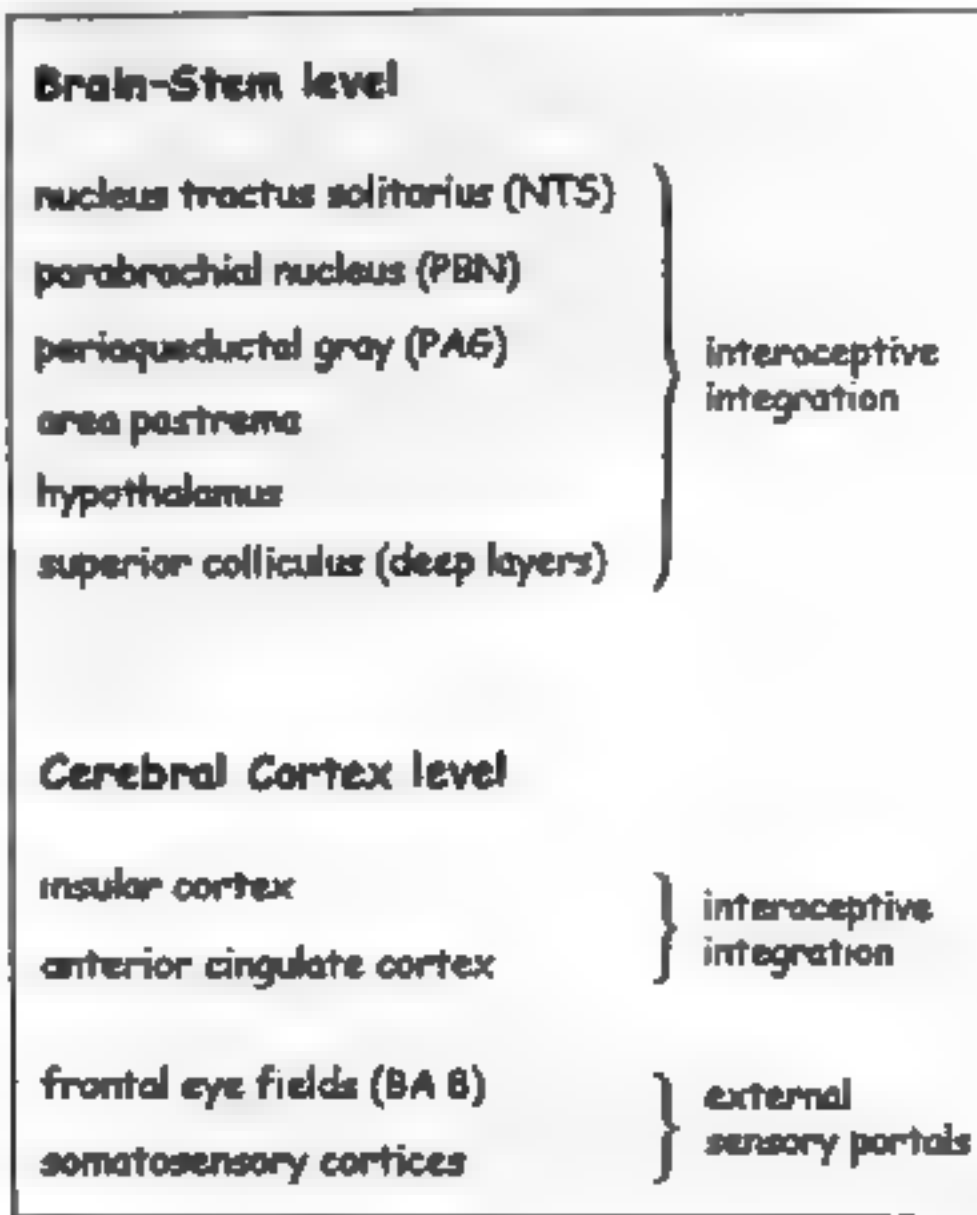 Brain-Stem level
nucleus tractus solitarius (NTS)
parabrachial nucleus (PBN)
periaqueductal gray (PAG)
area postrema
hypothalamus
superior colliculus (deep layers)
interoceptive
integration
Cerebral Cortex level
insular cortex
anterior cingulate cortex
interoceptive
integration
frontal eye fields (BA 8)
somatosensory cortices
external
sensory portals